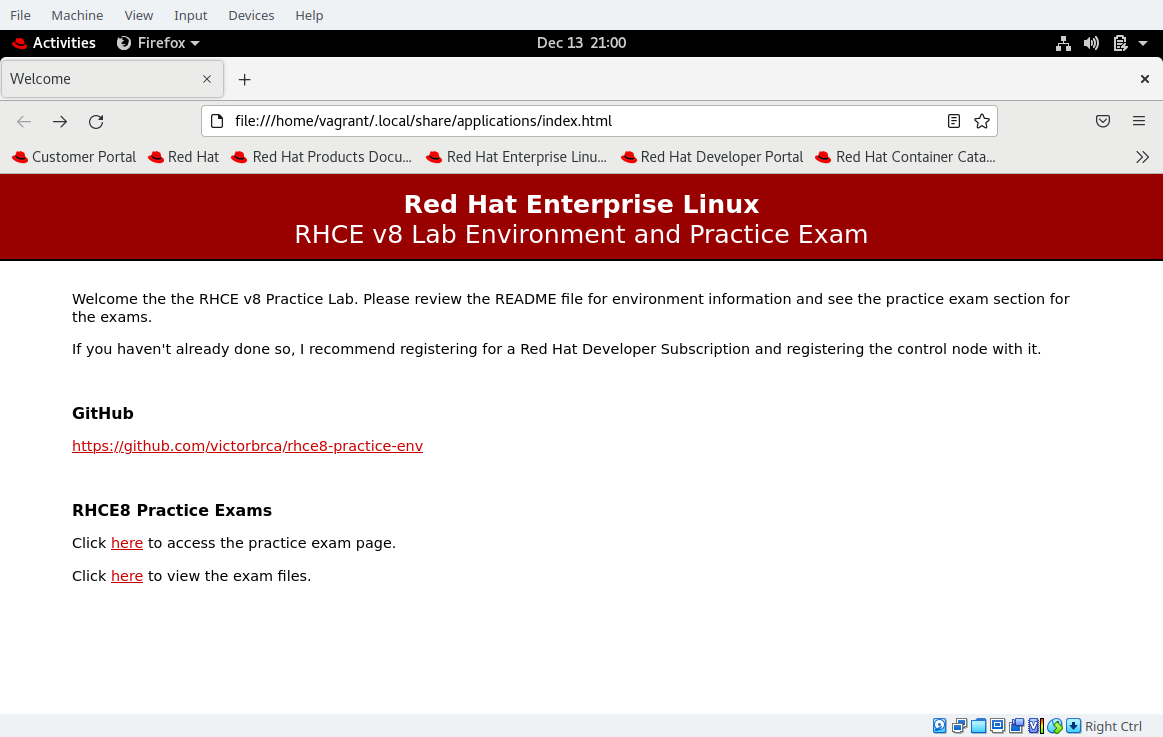 File Machine View Input Devices Help
Activities Firefox Dec 13 21:00
Welcome
file:///home/vagrant/.local/share/applications/index.html
Customer Portal Red Hat Red Hat Products Docu... Red Hat Enterprise Linu... Red Hat Developer Portal Red Hat Container Cata...
Red Hat Enterprise Linux
RHCE v8 Lab Environment and Practice Exam
Welcome the the RHCE v8 Practice Lab. Please review the README file for environment information and see the practice exam section for
the exams.
If you haven't already done so, I recommend registering for a Red Hat Developer Subscription and registering the control node with it.
GitHub
https://github.com/victorbrca/rhce8-practice-env
RHCE8 Practice Exams
Click here to access the practice exam page.
Click here to view the exam files.
Right Ctrl